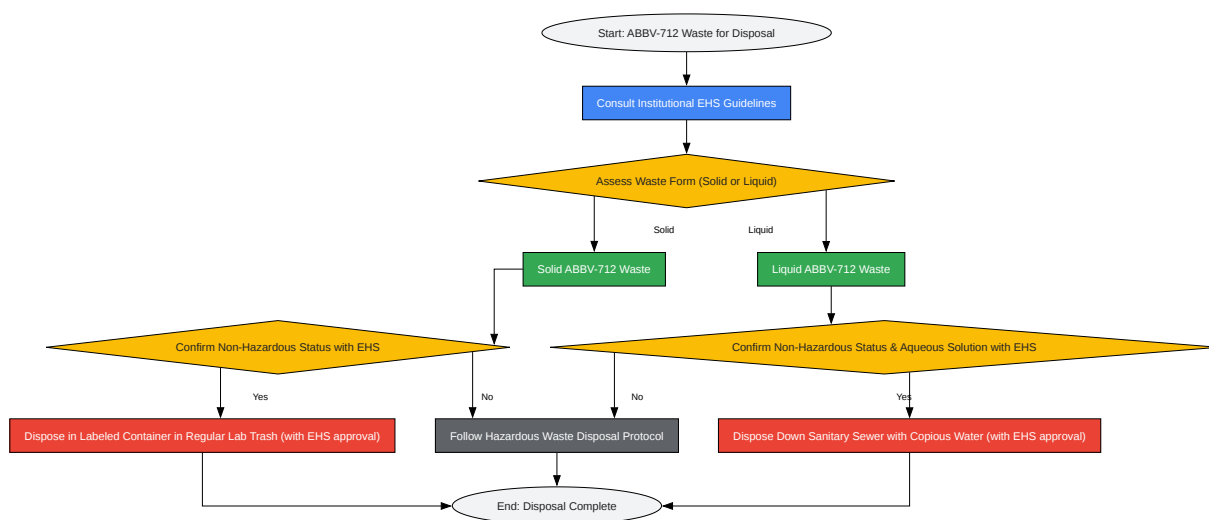 Start: ABBV-712 Waste for Disposal
Consult Institutional EHS Guidelines
Assess Waste Form (Solid or Liquid)
Solid
Liquid
Solid ABBV-712 Waste
Liquid ABBV-712 Waste
Confirm Non-Hazardous Status with EHS
Confirm Non-Hazardous Status & Aqueous Solution with EHS
Yes
No
No
Yes
Dispose in Labeled Container in Regular Lab Trash (with EHS approval)
Follow Hazardous Waste Disposal Protocol
Dispose Down Sanitary Sewer with Copious Water (with EHS approval)
End: Disposal Complete